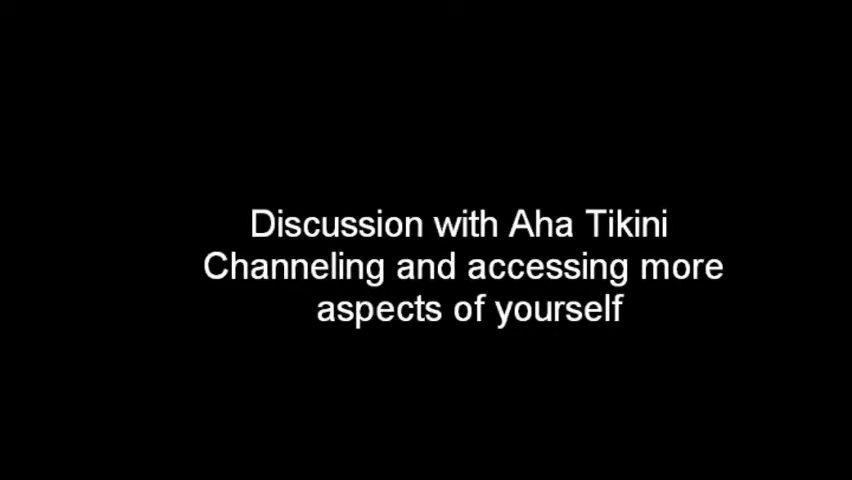 Discussion with Aha Tikini
Channeling and accessing more
aspects of yourself